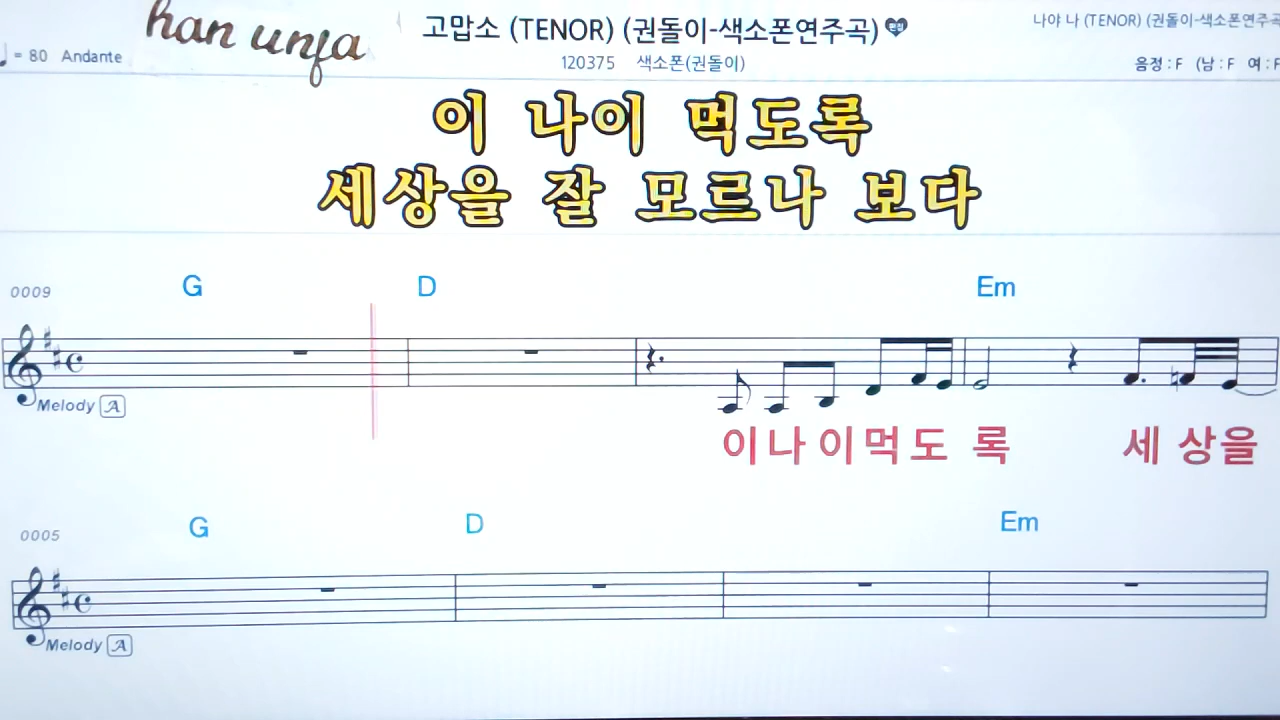 han unja
고맙소 (TENOR) (권돌이-색소폰연주곡)
나야 나 (TENOR) (권돌이-색소폰연주곡
= 80 Andante
120375 색소폰(권돌이)
음정 : F (남 : F 여 : F
이 나이 먹도록
세상을 잘 모르나 보다
0009 G D Em
Melody A
이나이먹도 록 세 상을
0005 G D Em
Melody A